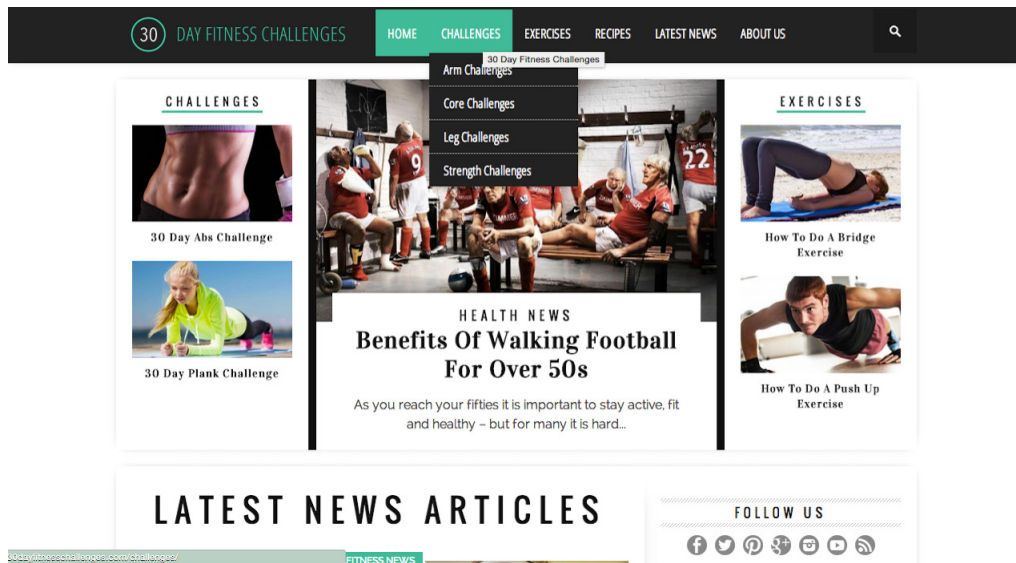 30 DAY FITNESS CHALLENGES
HOME CHALLENGES EXERCISES RECIPES LATEST NEWS ABOUT US
30 Day Fitness Challenges
Arm Challenges
Core Challenges
Leg Challenges
Strength Challenges
CHALLENGES
30 Day Abs Challenge
30 Day Plank Challenge
9
22
HEALTH NEWS
Benefits Of Walking Football
For Over 50s
As you reach your fifties it is important to stay active, fit
and healthy – but for many it is hard...
EXERCISES
How To Do A Bridge
Exercise
How To Do A Push Up
Exercise
LATEST NEWS ARTICLES
FITNESS NEWS
FOLLOW US
30dayfitnesschallenges.com/challenges/